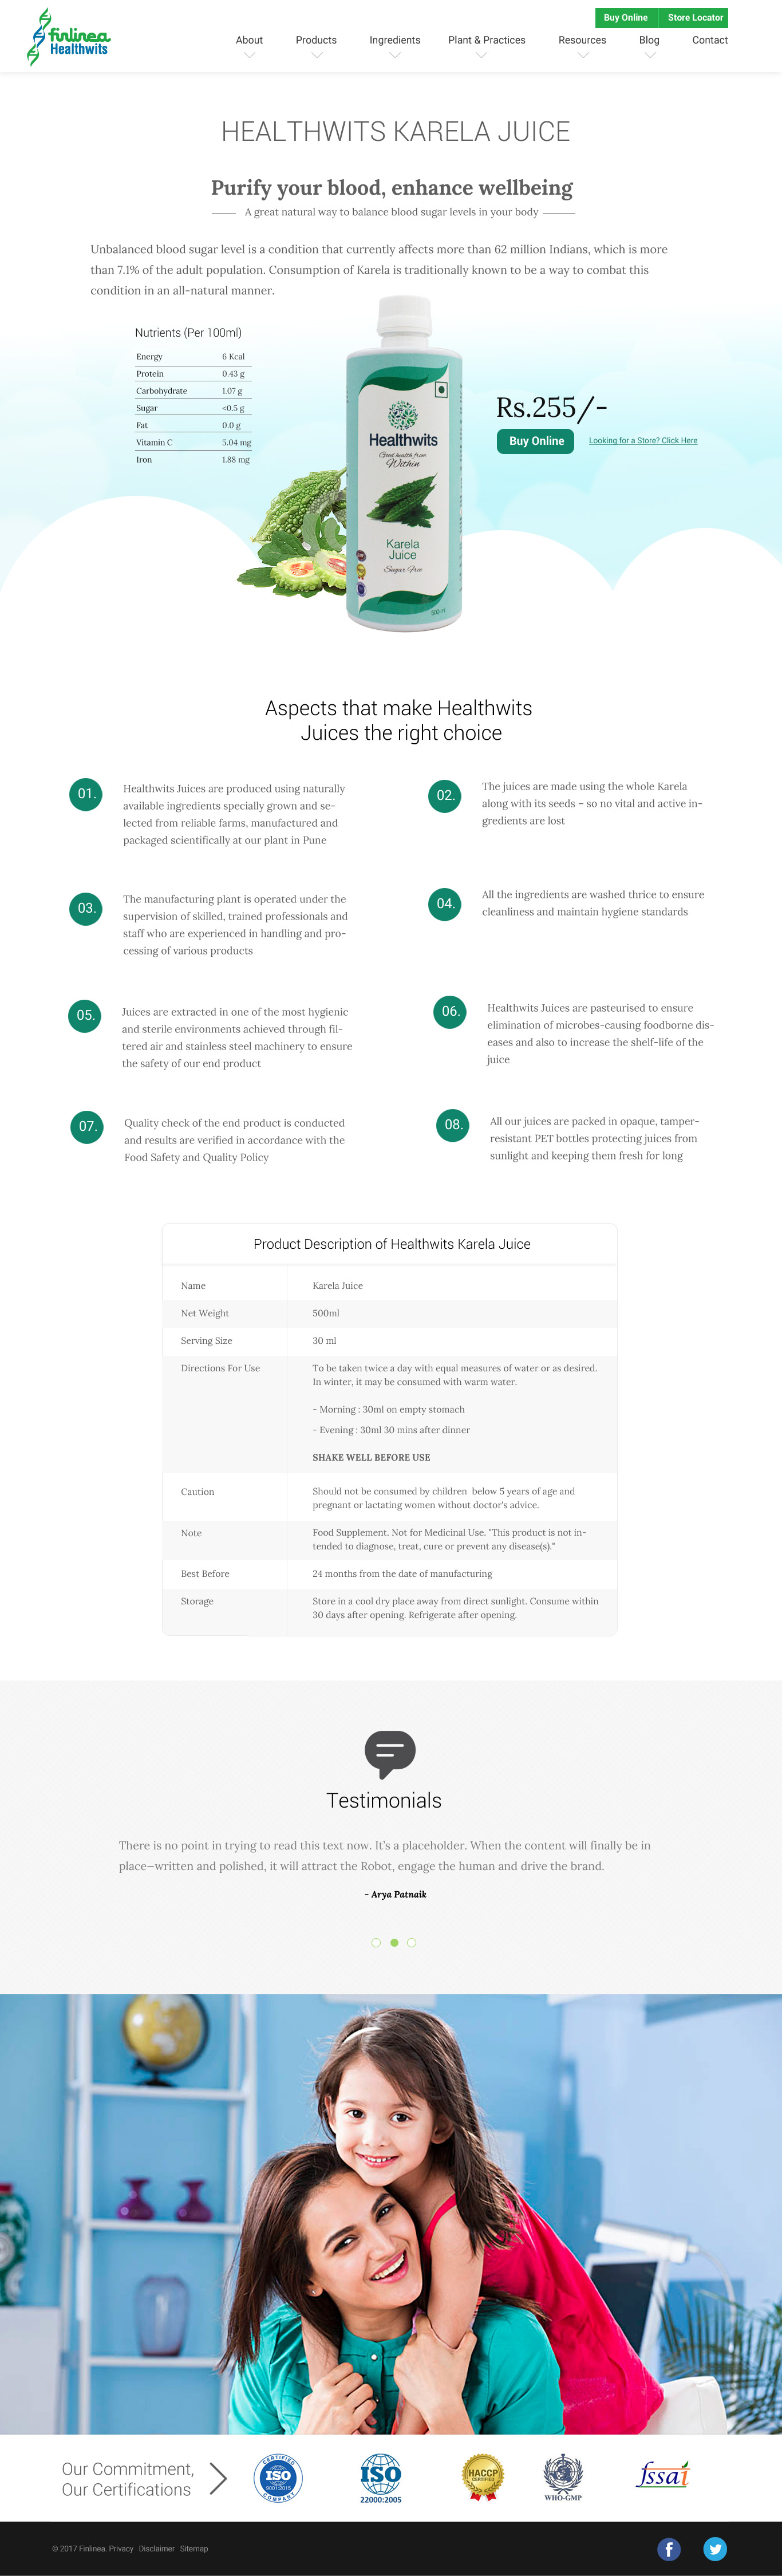 finlinea
Healthwits
Buy Online
Store Locator
About
Products
Ingredients
Plant & Practices
Resources
Blog
Contact
HEALTHWITS KARELA JUICE
Purify your blood, enhance wellbeing
A great natural way to balance blood sugar levels in your body
Unbalanced blood sugar level is a condition that currently affects more than 62 million Indians, which is more
than 7.1% of the adult population. Consumption of Karela is traditionally known to be a way to combat this
condition in an all-natural manner.
Nutrients (Per 100ml)
Energy 6 Kcal
Protein 0.43 g
Carbohydrate 1.07 g
Sugar <0.5 g
Fat 0.0 g
Vitamin C 5.04 mg
Iron 1.88 mg
Healthwits
Good health from
Within
Karela
Juice
Sugar Free
500 ml
Rs.255/-
Buy Online
Looking for a Store? Click Here
Aspects that make Healthwits
Juices the right choice
01.
Healthwits Juices are produced using naturally
available ingredients specially grown and se-
lected from reliable farms, manufactured and
packaged scientifically at our plant in Pune
02.
The juices are made using the whole Karela
along with its seeds – so no vital and active in-
gredients are lost
03.
The manufacturing plant is operated under the
supervision of skilled, trained professionals and
staff who are experienced in handling and pro-
cessing of various products
04.
All the ingredients are washed thrice to ensure
cleanliness and maintain hygiene standards
05.
Juices are extracted in one of the most hygienic
and sterile environments achieved through fil-
tered air and stainless steel machinery to ensure
the safety of our end product
06.
Healthwits Juices are pasteurised to ensure
elimination of microbes-causing foodborne dis-
eases and also to increase the shelf-life of the
juice
07.
Quality check of the end product is conducted
and results are verified in accordance with the
Food Safety and Quality Policy
08.
All our juices are packed in opaque, tamper-
resistant PET bottles protecting juices from
sunlight and keeping them fresh for long
Product Description of Healthwits Karela Juice
Name Karela Juice
Net Weight 500ml
Serving Size 30 ml
Directions For Use To be taken twice a day with equal measures of water or as desired.
In winter, it may be consumed with warm water.
- Morning : 30ml on empty stomach
- Evening : 30ml 30 mins after dinner
SHAKE WELL BEFORE USE
Caution Should not be consumed by children below 5 years of age and
pregnant or lactating women without doctor's advice.
Note Food Supplement. Not for Medicinal Use. "This product is not in-
tended to diagnose, treat, cure or prevent any disease(s)."
Best Before 24 months from the date of manufacturing
Storage Store in a cool dry place away from direct sunlight. Consume within
30 days after opening. Refrigerate after opening.
Testimonials
There is no point in trying to read this text now. It's a placeholder. When the content will finally be in
place—written and polished, it will attract the Robot, engage the human and drive the brand.
- Arya Patnaik
Our Commitment,
Our Certifications
CERTIFIED
ISO
9001:2015
COMPANY
ISO
22000:2005
HACCP
CERTIFIED
WHO-GMP
fssai
© 2017 Finlinea. Privacy Disclaimer Sitemap